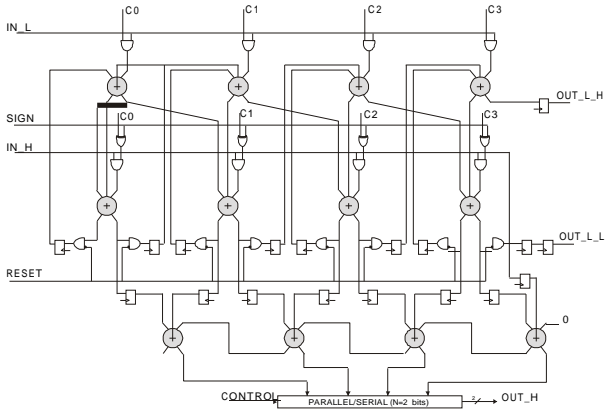 C0 C1 C2 C3
IN_L
+ + + +
OUT_L_H
SIGN
C0 C1 C2 C3
IN_H
+ + + +
OUT_L_L
RESET
0
+ + + +
CONTROL
PARALLEL/SERIAL (N=2 bits)
2
OUT_H